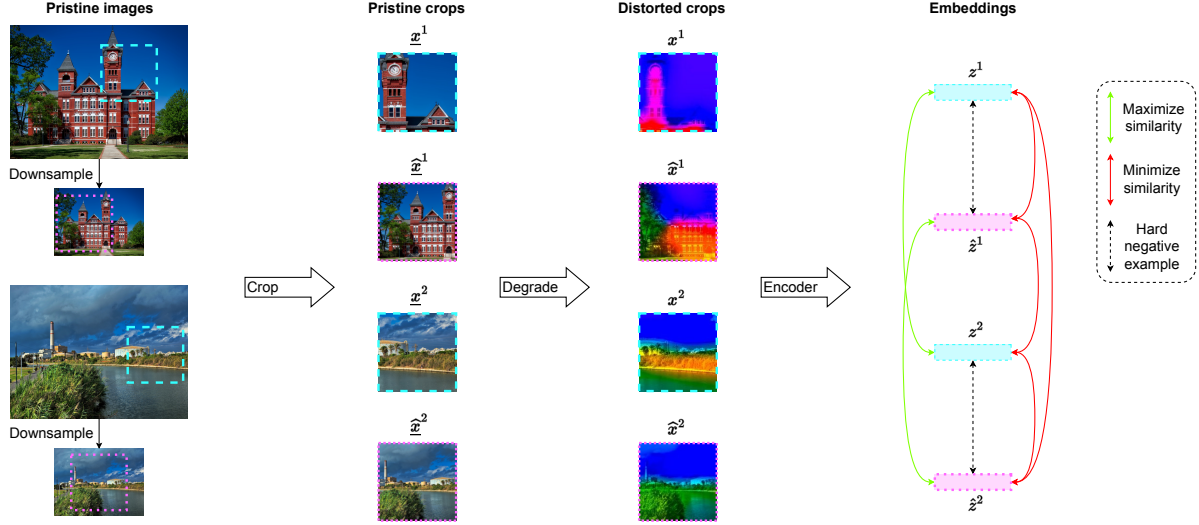 Pristine images
Pristine crops
Distorted crops
Embeddings
Downsample
Downsample
Crop
Degrade
Encoder
x̲¹
x̲̂¹
x̲²
x̲̂²
x¹
x̂¹
x²
x̂²
z¹
ẑ¹
z²
ẑ²
Maximize
similarity
Minimize
similarity
Hard
negative
example